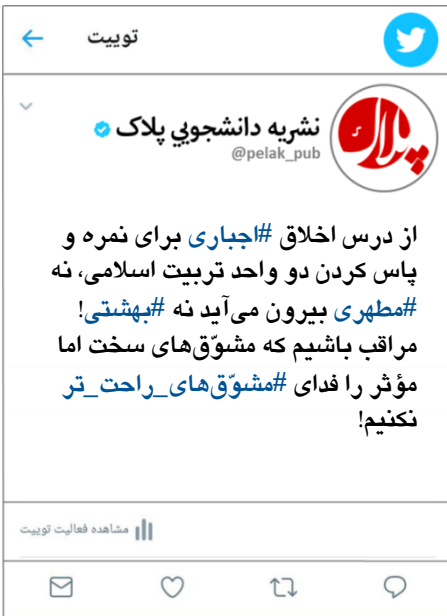 توییت
پلاک
نشریه دانشجویي پلاک
@pelak_pub
از درس اخلاق #اجباری برای نمره و
پاس کردن دو واحد تربیت اسلامی، نه
#مطهری بیرون می‌آید نه #بهشتی!
مراقب باشیم که مشوّق‌های سخت اما
مؤثر را فدای #مشوّق‌های_راحت_تر
نکنیم!
مشاهده فعالیت توییت